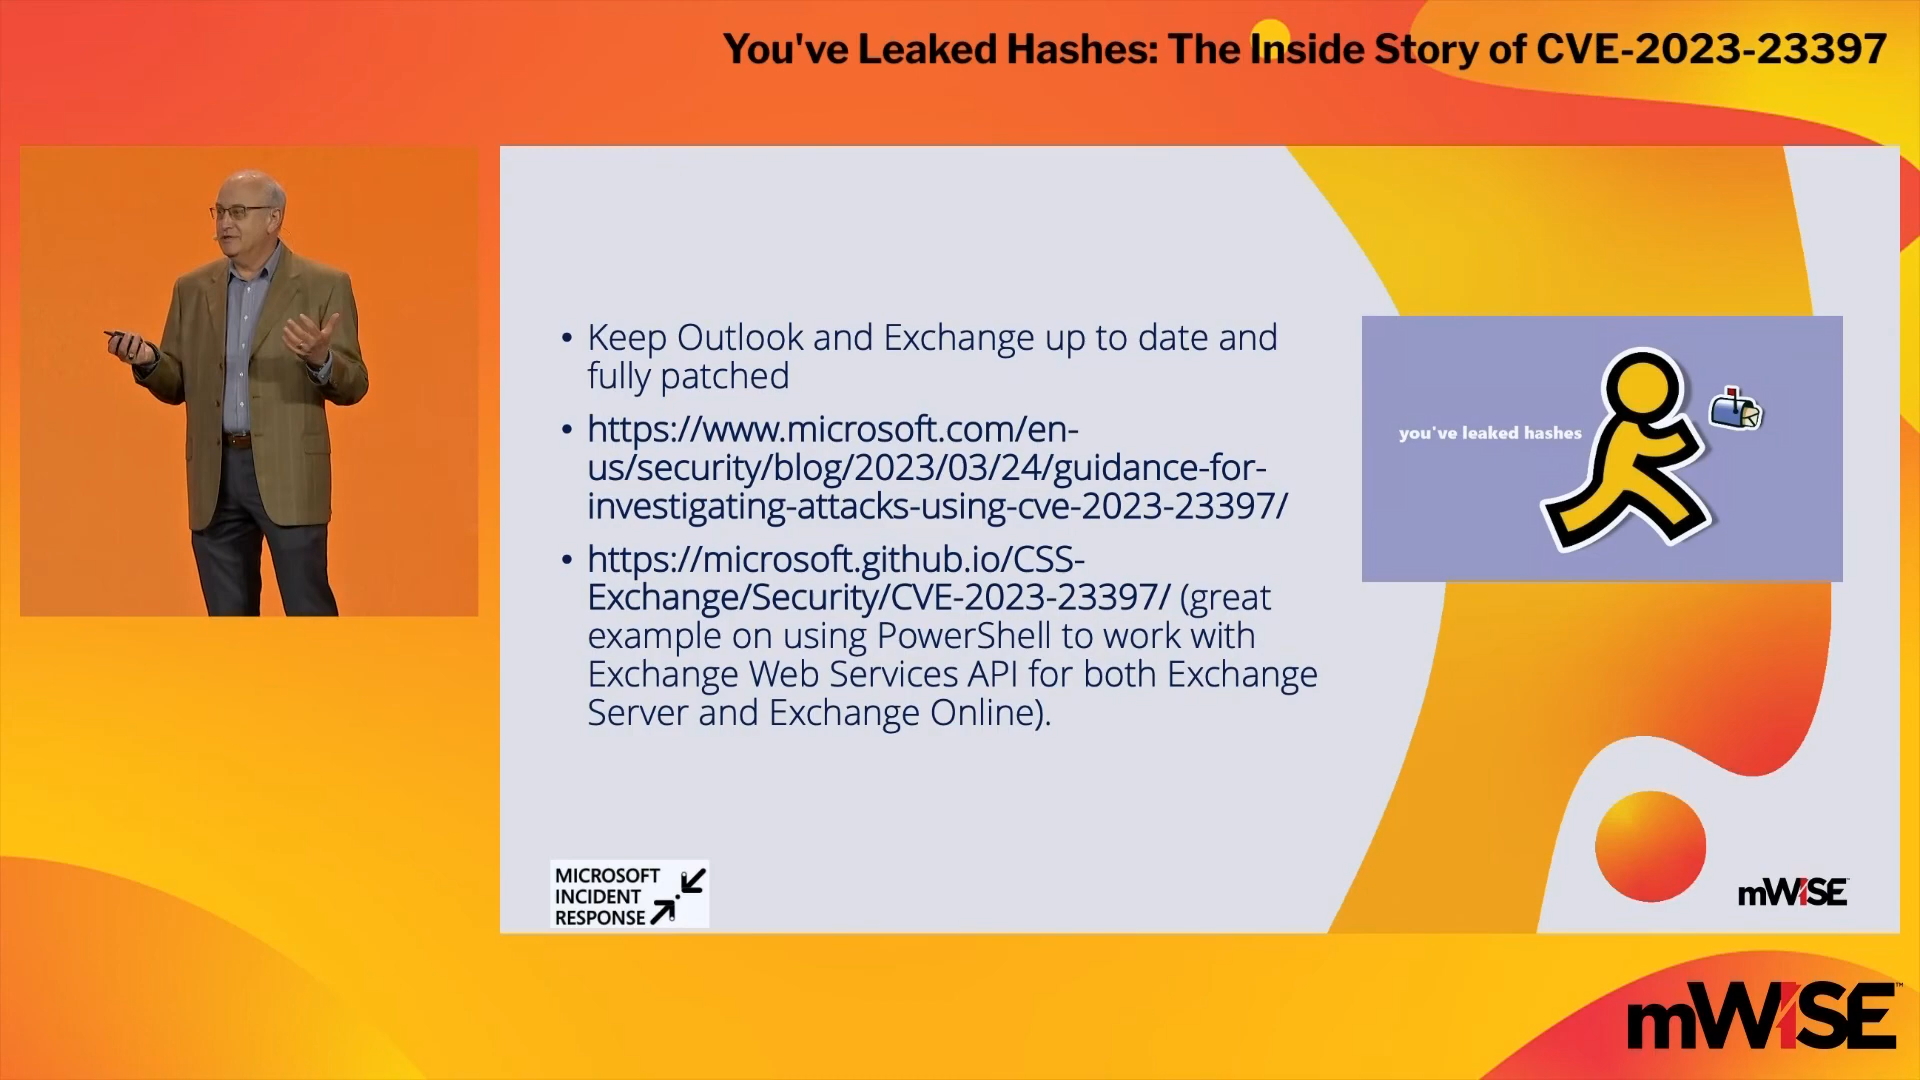 You've Leaked Hashes: The Inside Story of CVE-2023-23397
• Keep Outlook and Exchange up to date and
fully patched
• https://www.microsoft.com/en-
us/security/blog/2023/03/24/guidance-for-
investigating-attacks-using-cve-2023-23397/
• https://microsoft.github.io/CSS-
Exchange/Security/CVE-2023-23397/ (great
example on using PowerShell to work with
Exchange Web Services API for both Exchange
Server and Exchange Online).
you've leaked hashes
MICROSOFT
INCIDENT
RESPONSE
mWISE
mWISE™